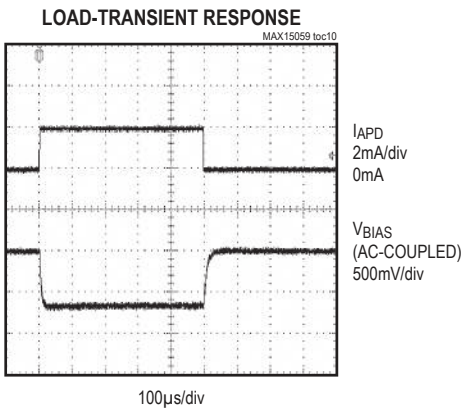 LOAD-TRANSIENT RESPONSE
MAX15059 toc10
IAPD
2mA/div
0mA
VBIAS
(AC-COUPLED)
500mV/div
100µs/div